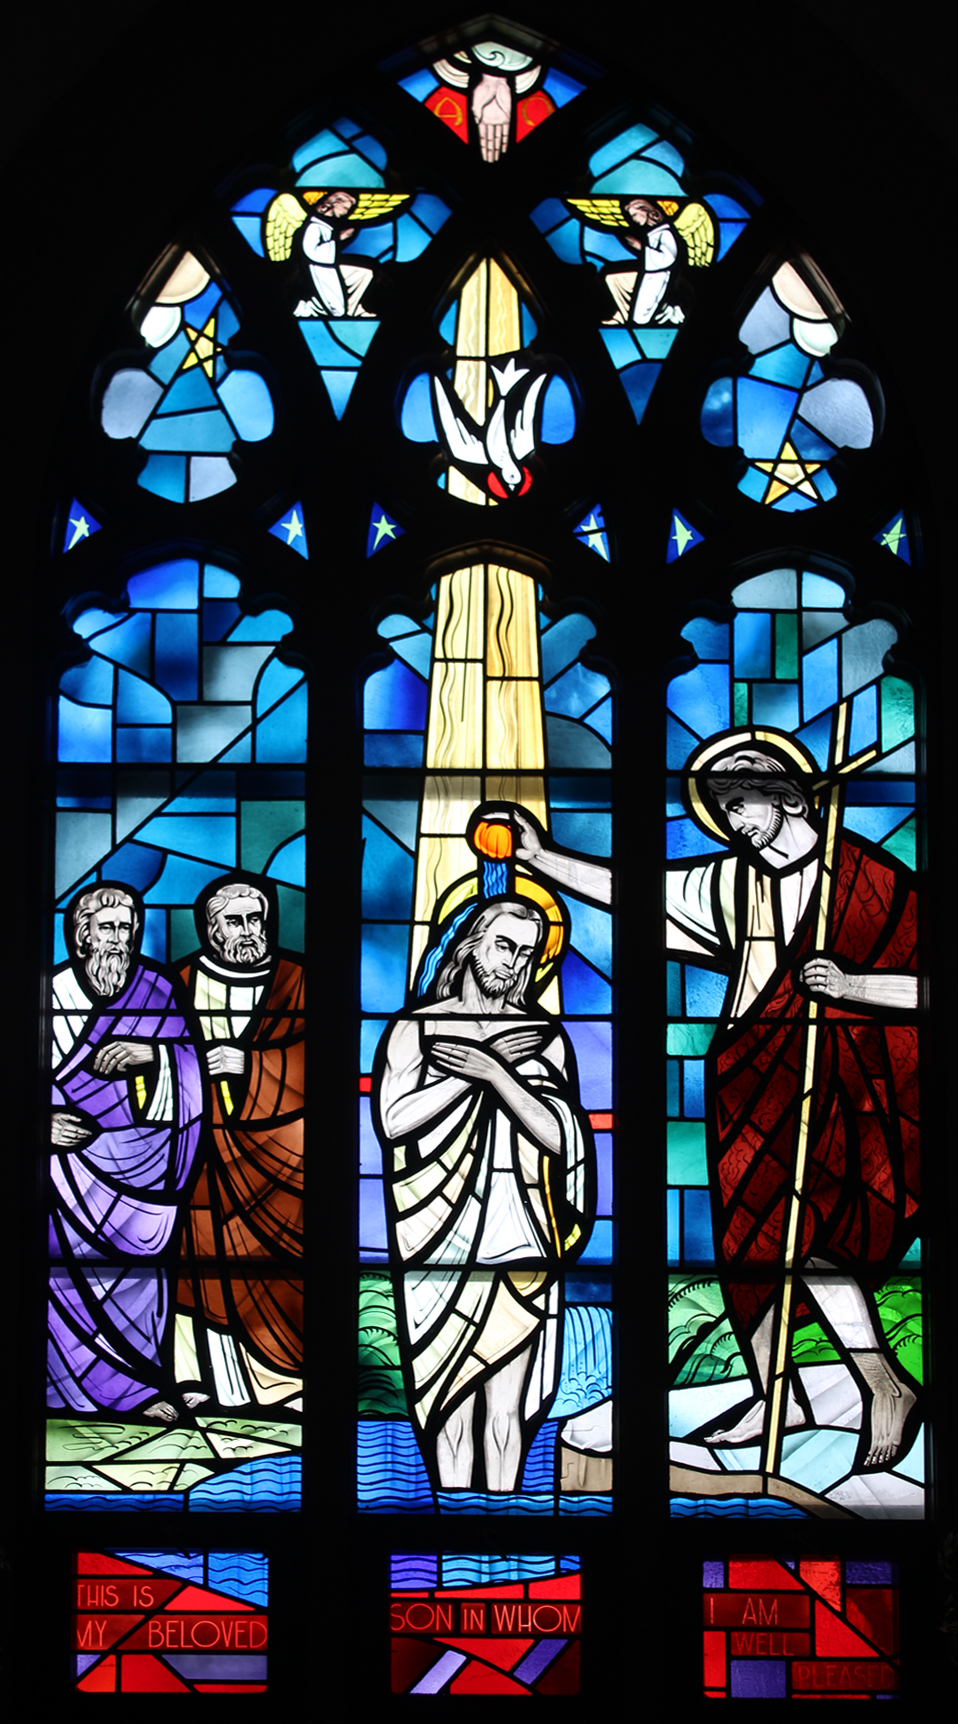 A Ω
THIS IS
MY BELOVED
SON IN WHOM
I AM
WELL
PLEASED